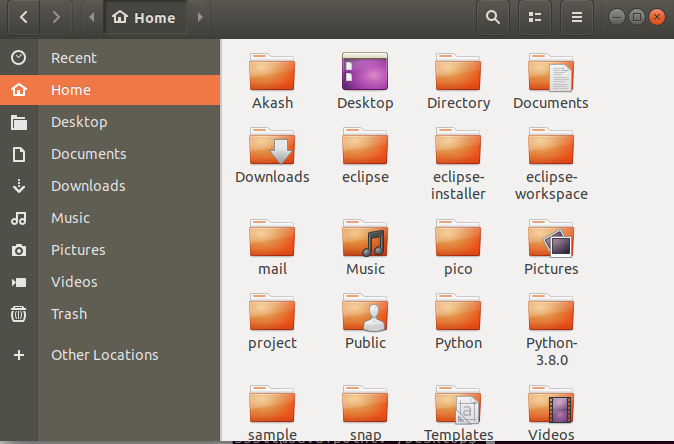 Home
Recent
Home
Desktop
Documents
Downloads
Music
Pictures
Videos
Trash
Other Locations
Akash Desktop Directory Documents
Downloads eclipse eclipse- eclipse-
installer workspace
mail Music pico Pictures
project Public Python Python-
3.8.0
sample snap Templates Videos